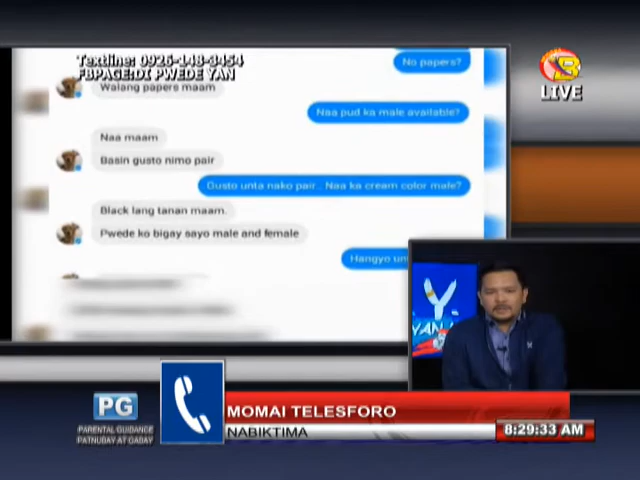 Textline: 0926-148-3454
FBPAGE:DI PWEDE YAN
No papers?
Walang papers maam
Naa pud ka male available?
Naa maam
Basin gusto nimo pair
Gusto unta nako pair.. Naa ka cream color male?
Black lang tanan maam.
Pwede ko bigay sayo male and female
Hangyo
LIVE
YAN
PG
PARENTAL GUIDANCE
PATNUBAY AT GABAY
MOMAI TELESFORO
NABIKTIMA
8:29:33 AM